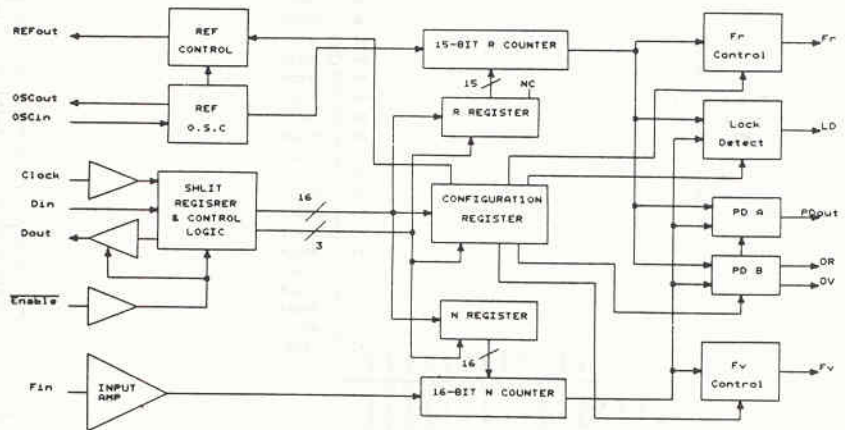 REFout
REF
CONTROL
15-BIT R COUNTER
Fr
Control
Fr
OSCout
OSCin
REF
O.S.C
15
NC
R REGISTER
Lock
Detect
LD
Clock
Din
Dout
SHLIT
REGISRER
& CONTROL
LOGIC
16
3
CONFIGURATION
REGISTER
PD A
PDout
PD B
OR
OV
Enable
N REGISTER
16
Fin
INPUT
AMP
16-BIT N COUNTER
Fv
Control
Fv